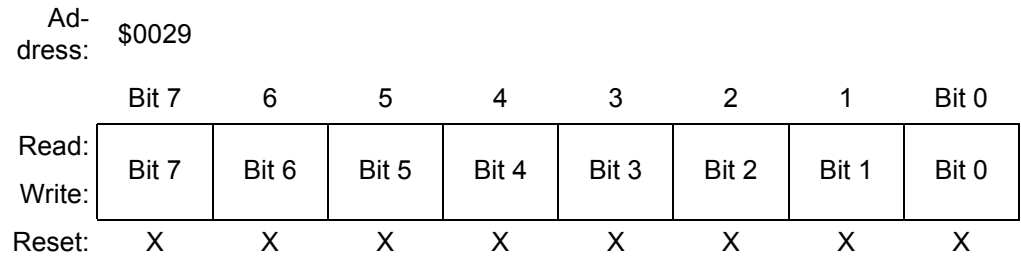 Ad-
dress: $0029
Bit 7 6 5 4 3 2 1 Bit 0
Read:
Bit 7 Bit 6 Bit 5 Bit 4 Bit 3 Bit 2 Bit 1 Bit 0
Write:
Reset: X X X X X X X X